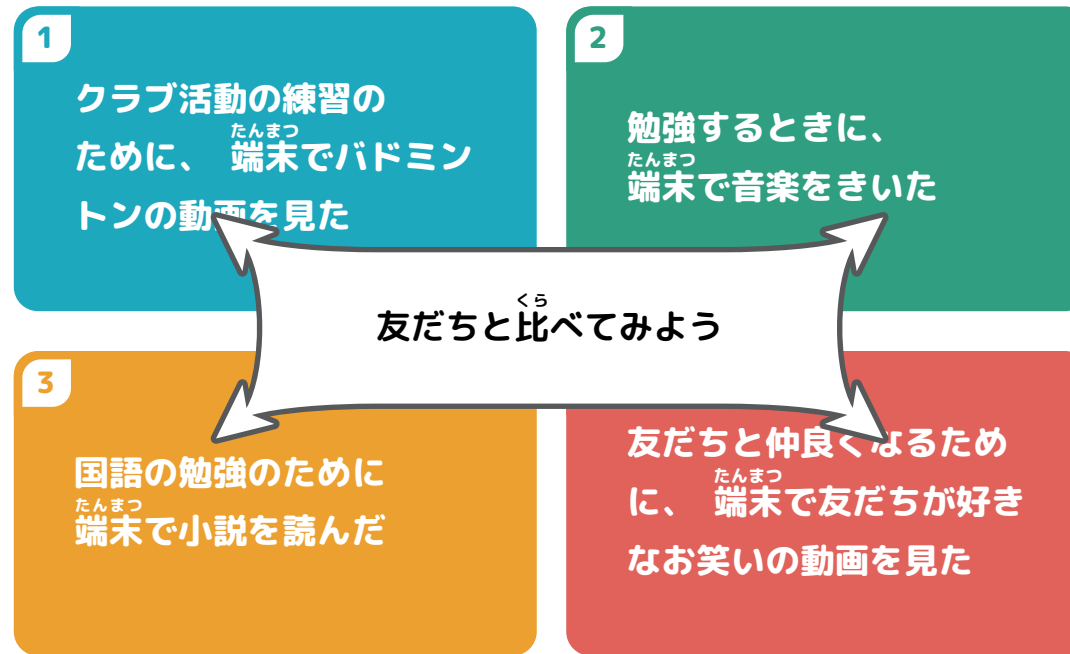 1
クラブ活動の練習の
たんまつ
ために、 端末でバドミン
トンの動画を見た
2
勉強するときに、
たんまつ
端末で音楽をきいた
くら
友だちと比べてみよう
3
国語の勉強のために
たんまつ
端末で小説を読んだ
友だちと仲良くなるため
たんまつ
に、 端末で友だちが好き
なお笑いの動画を見た